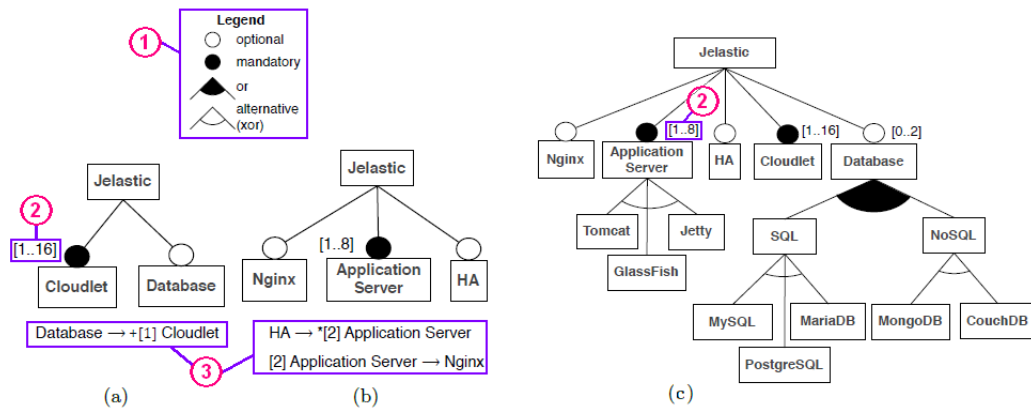 1
Legend
optional
mandatory
or
alternative
(xor)
Jelastic
2
[1..16]
Cloudlet
Database
Database → +[1] Cloudlet
(a)
Jelastic
[1..8]
Nginx
Application
Server
HA
HA → *[2] Application Server
[2] Application Server → Nginx
3
(b)
Jelastic
2
[1..8]
[1..16]
[0..2]
Nginx
Application
Server
HA
Cloudlet
Database
Tomcat
Jetty
GlassFish
SQL
NoSQL
MySQL
MariaDB
MongoDB
CouchDB
PostgreSQL
(c)